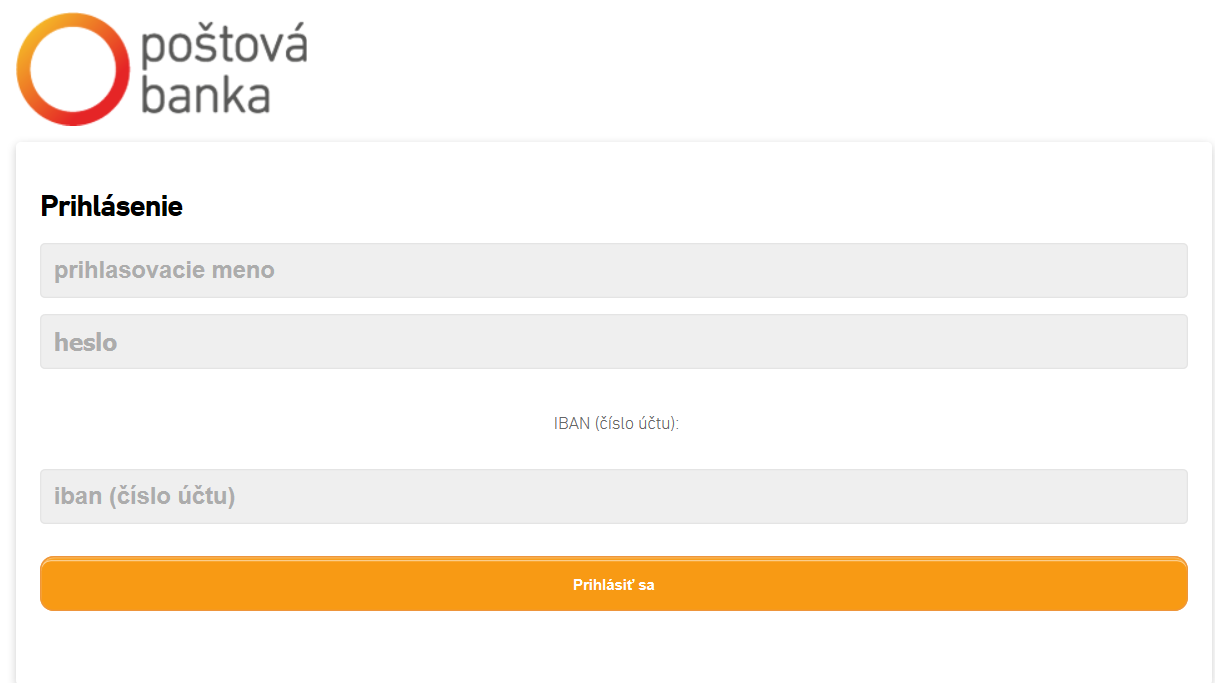 poštová
banka
Prihlásenie
prihlasovacie meno
heslo
IBAN (číslo účtu):
iban (číslo účtu)
Prihlásiť sa